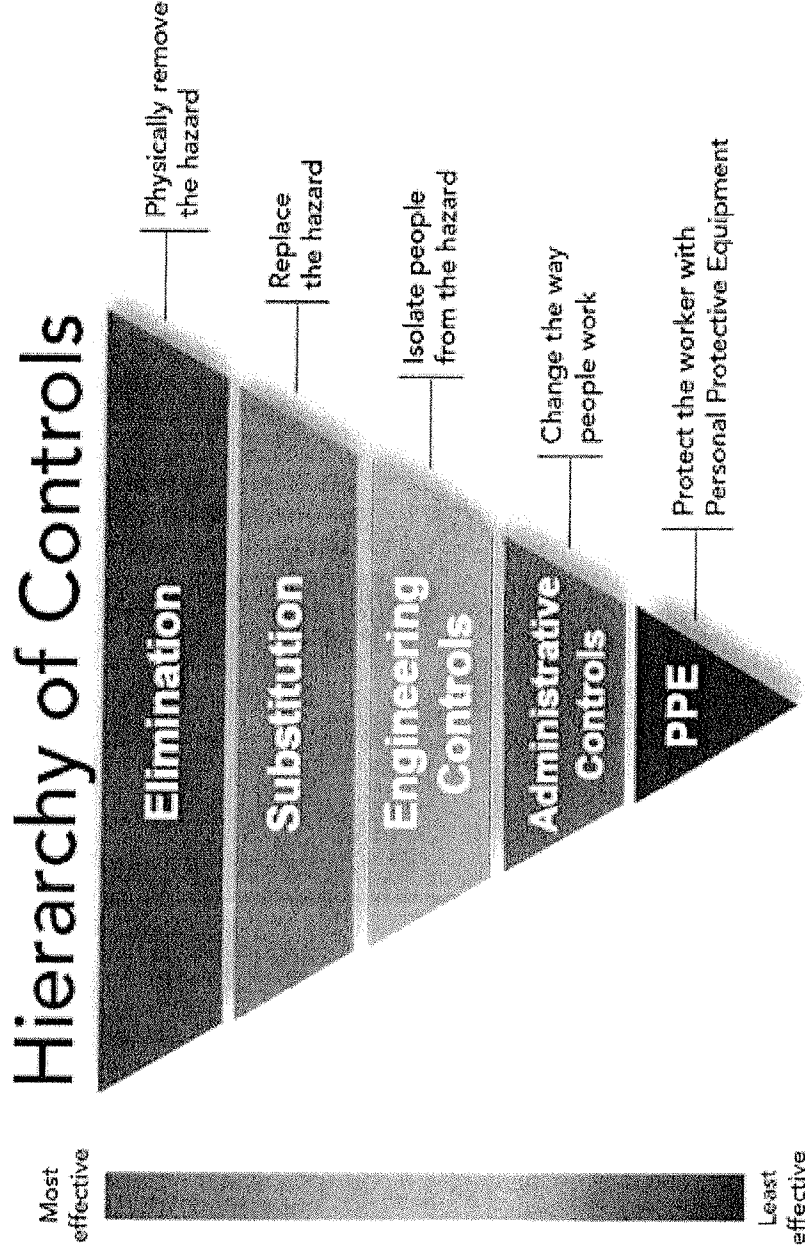 Hierarchy of Controls
Most
effective
Elimination
Physically remove
the hazard
Substitution
Replace
the hazard
Engineering
Controls
Isolate people
from the hazard
Administrative
Controls
Change the way
people work
PPE
Protect the worker with
Personal Protective Equipment
Least
effective